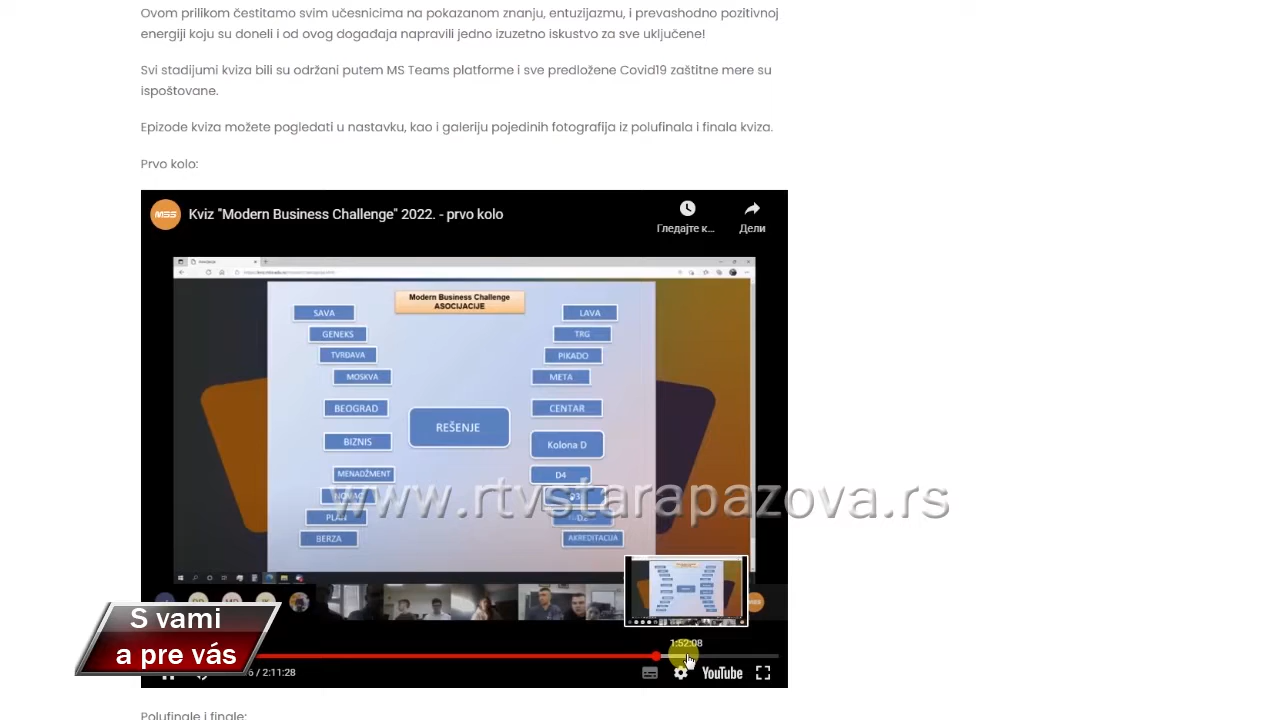 Ovom prilikom čestitamo svim učesnicima na pokazanom znanju, entuzijazmu, i prevashodno pozitivnoj
energiji koju su doneli i od ovog događaja napravili jedno izuzetno iskustvo za sve uključene!
Svi stadijumi kviza bili su održani putem MS Teams platforme i sve predložene Covid19 zaštitne mere su
ispoštovane.
Epizode kviza možete pogledati u nastavku, kao i galeriju pojedinih fotografija iz polufinala i finala kviza.
Prvo kolo:
MSS
Kviz "Modern Business Challenge" 2022. - prvo kolo
Гледајте к...
Дели
Modern Business Challenge
ASOCIJACIJE
SAVA
LAVA
GENEKS
TRG
TVRĐAVA
PIKADO
MOSKVA
META
BEOGRAD
CENTAR
REŠENJE
BIZNIS
Kolona D
MENADŽMENT
D4
NOVAC
D3
PLAN
D2
BERZA
AKREDITACIJA
www.rtvstarapazova.rs
S vami
a pre vás
1:52:08
/ 2:11:28
YouTube
Polufinale i finale: